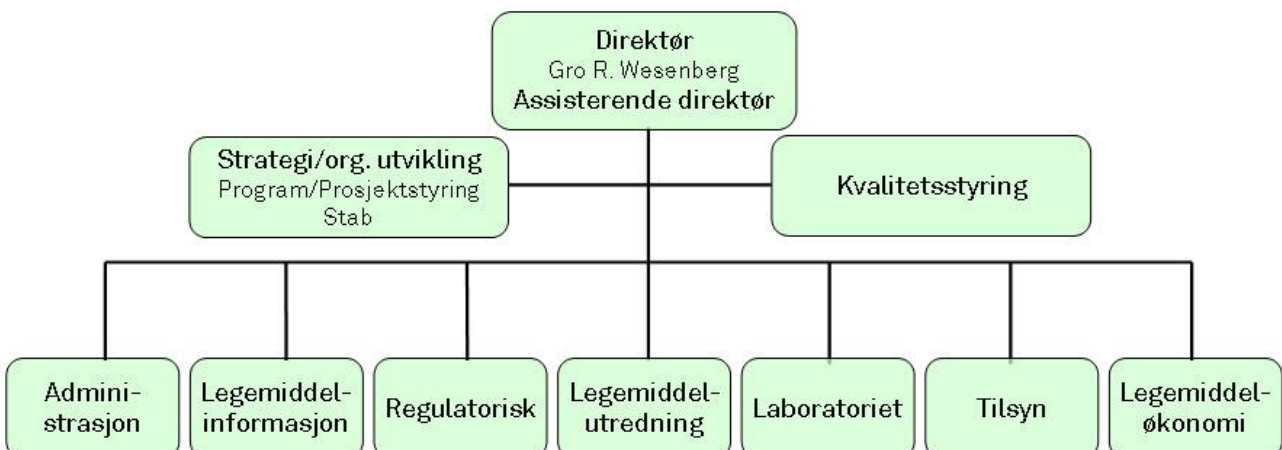 Direktør
Gro R. Wesenberg
Assisterende direktør
Strategi/org. utvikling
Program/Prosjektstyring
Stab
Kvalitetsstyring
Admini-
strasjon
Legemiddel-
informasjon
Regulatorisk
Legemiddel-
utredning
Laboratoriet
Tilsyn
Legemiddel-
økonomi